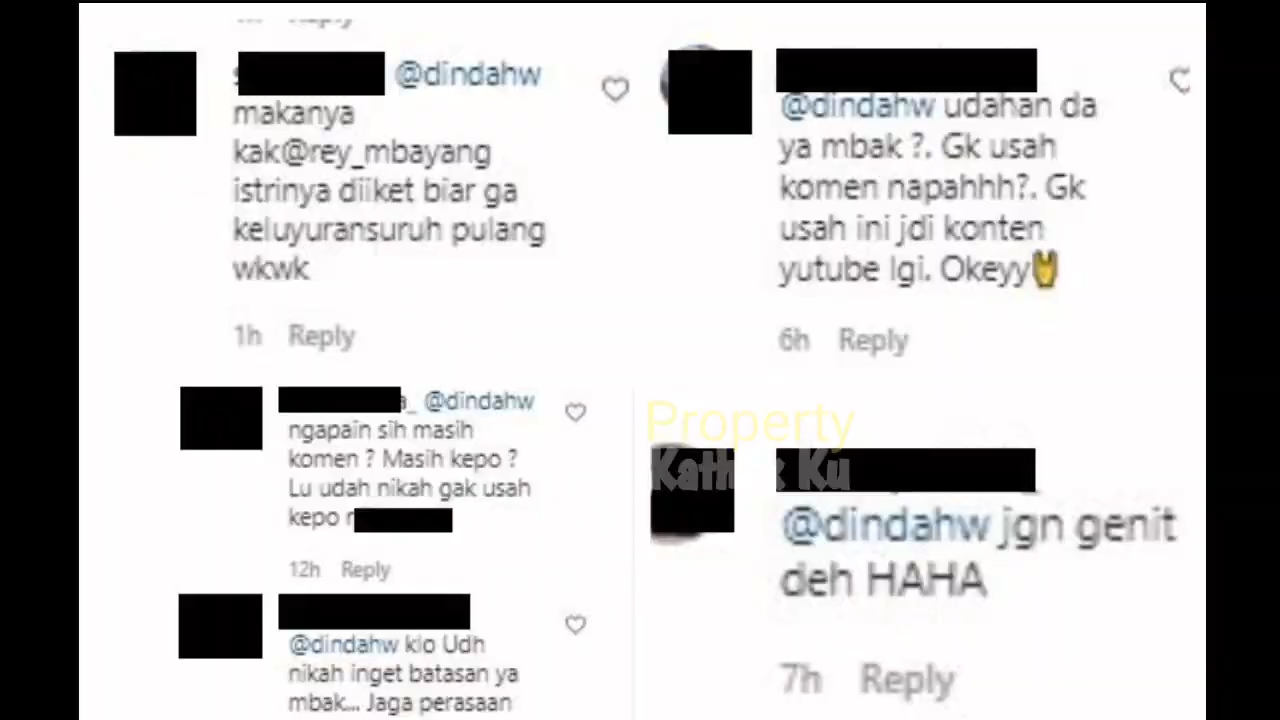 Reply
@dindahw
makanya
kak@rey_mbayang
istrinya diiket biar ga
keluyuransuruh pulang
wkwk
1h Reply
a_ @dindahw
ngapain sih masih
komen ? Masih kepo ?
Lu udah nikah gak usah
kepo
12h Reply
@dindahw klo Udh
nikah inget batasan ya
mbak... Jaga perasaan
@dindahw udahan da
ya mbak ?. Gk usah
komen napahhh?. Gk
usah ini jdi konten
yutube lgi. Okeyy
6h Reply
Property
Ku
@dindahw jgn genit
deh HAHA
7h Reply